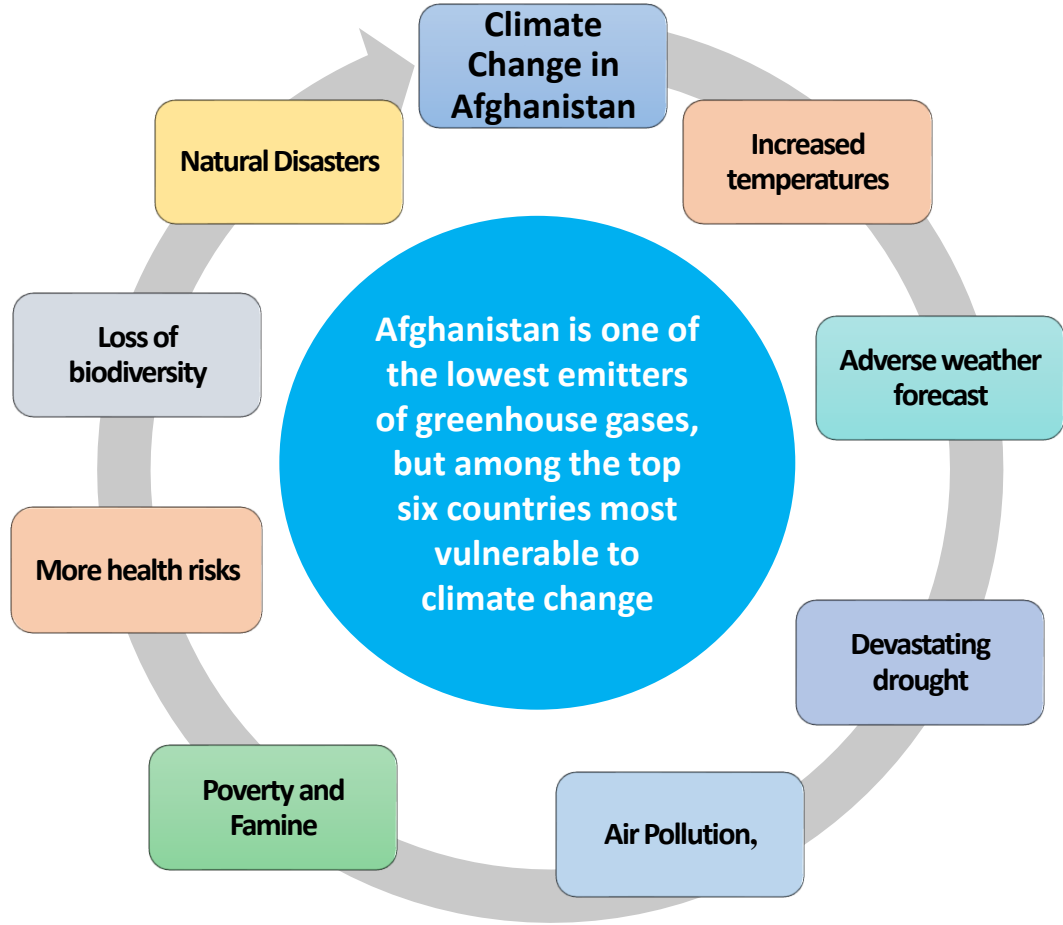 Climate
Change in
Afghanistan
Increased
temperatures
Adverse weather
forecast
Devastating
drought
Air Pollution,
Poverty and
Famine
More health risks
Loss of
biodiversity
Natural Disasters
Afghanistan is one of
the lowest emitters
of greenhouse gases,
but among the top
six countries most
vulnerable to
climate change